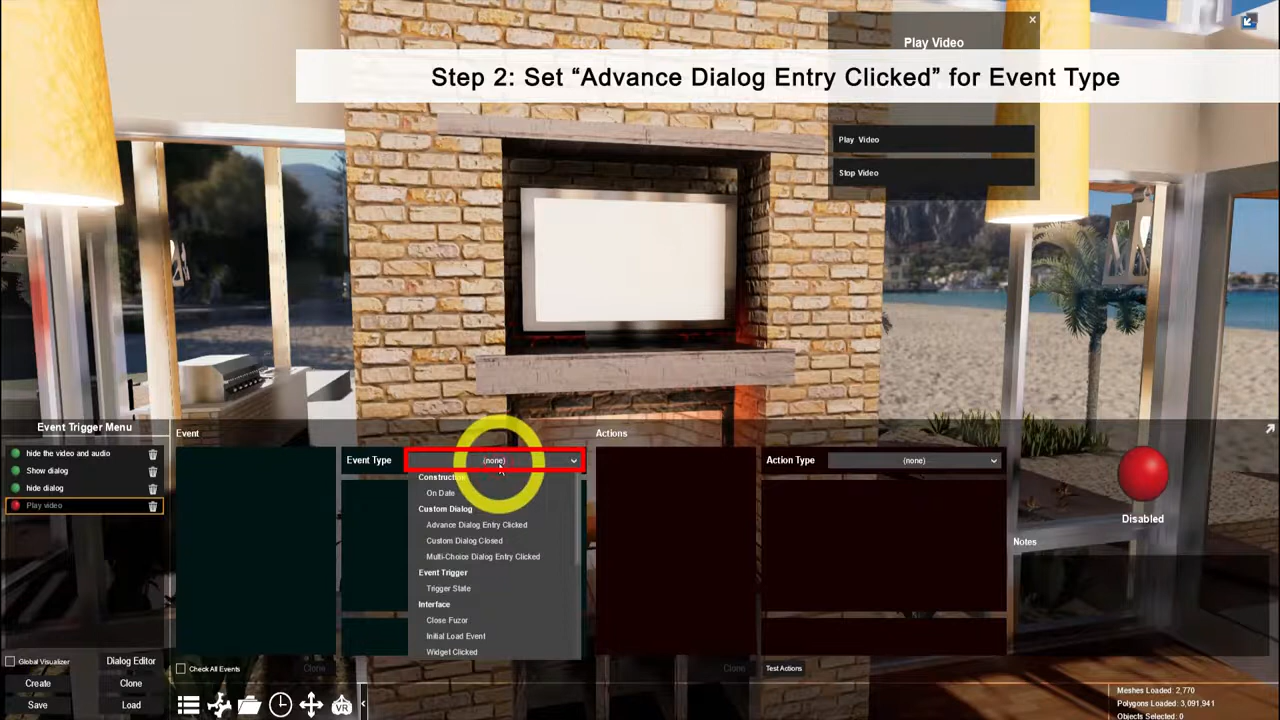 Play Video
Step 2: Set “Advance Dialog Entry Clicked” for Event Type
Play Video
Stop Video
Event Trigger Menu
hide the video and audio
Show dialog
hide dialog
Play video
Global Visualizer
Dialog Editor
Create
Clone
Save
Load
Event
Event Type
(none)
Construction
On Date
Custom Dialog
Advance Dialog Entry Clicked
Custom Dialog Closed
Multi-Choice Dialog Entry Clicked
Event Trigger
Trigger State
Interface
Close Fuzor
Initial Load Event
Widget Clicked
Check All Events
Clone
VR
Actions
Clone
Action Type
(none)
Test Actions
Disabled
Notes
Meshes Loaded: 2,770
Polygons Loaded: 3,091,941
Objects Selected: 0